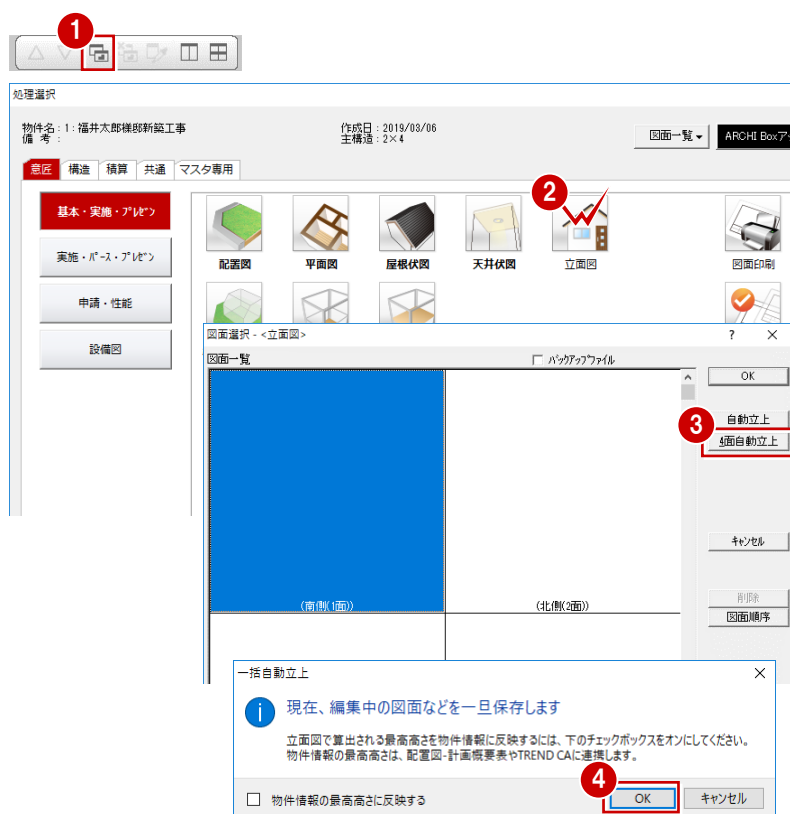 1
処理選択
物件名:1:福井太郎様邸新築工事
作成日:2019/03/06
備 考:
主構造:2×4
図面一覧▼
ARCHI Boxア
意匠
構造
積算
共通
マスタ専用
基本・実施・プレゼン
実施・パース・プレゼン
申請・性能
設備図
2
配置図
平面図
屋根伏図
天井伏図
立面図
図面印刷
図面選択 - <立面図>
?
図面一覧
バックアップファイル
OK
自動立上
3
4面自動立上
キャンセル
削除
図面順序
(南側(1面))
(北側(2面))
一括自動立上
現在、編集中の図面などを一旦保存します
立面図で算出される最高高さを物件情報に反映するには、下のチェックボックスをオンにしてください。
物件情報の最高高さは、配置図-計画概要表やTREND CAに連携します。
4
物件情報の最高高さに反映する
OK
キャンセル